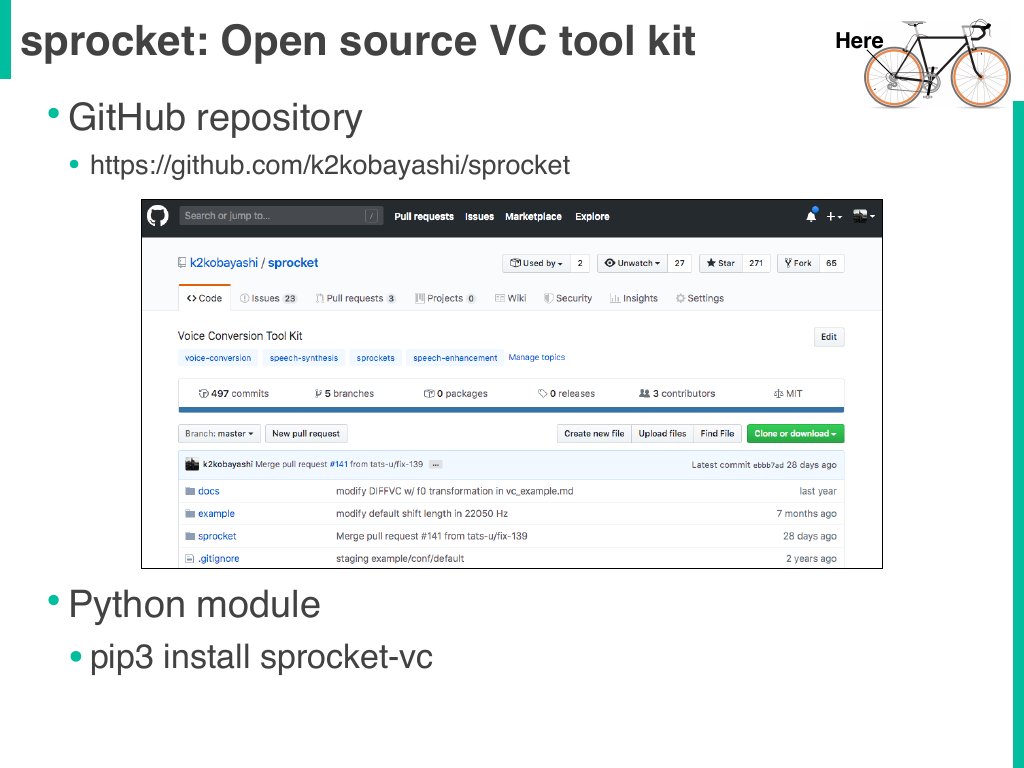 sprocket: Open source VC tool kit
Here
GitHub repository
https://github.com/k2kobayashi/sprocket
Search or jump to... /
Pull requests Issues Marketplace Explore
k2kobayashi / sprocket
Used by 2 Unwatch 27 Star 271 Fork 65
Code Issues 23 Pull requests 3 Projects 0 Wiki Security Insights Settings
Voice Conversion Tool Kit
Edit
voice-conversion speech-synthesis sprockets speech-enhancement Manage topics
497 commits 5 branches 0 packages 0 releases 3 contributors MIT
Branch: master New pull request Create new file Upload files Find File Clone or download
k2kobayashi Merge pull request #141 from tats-u/fix-139 ... Latest commit ebbb7ad 28 days ago
docs modify DIFFVC w/ f0 transformation in vc_example.md last year
example modify default shift length in 22050 Hz 7 months ago
sprocket Merge pull request #141 from tats-u/fix-139 28 days ago
.gitignore staging example/conf/default 2 years ago
Python module
pip3 install sprocket-vc